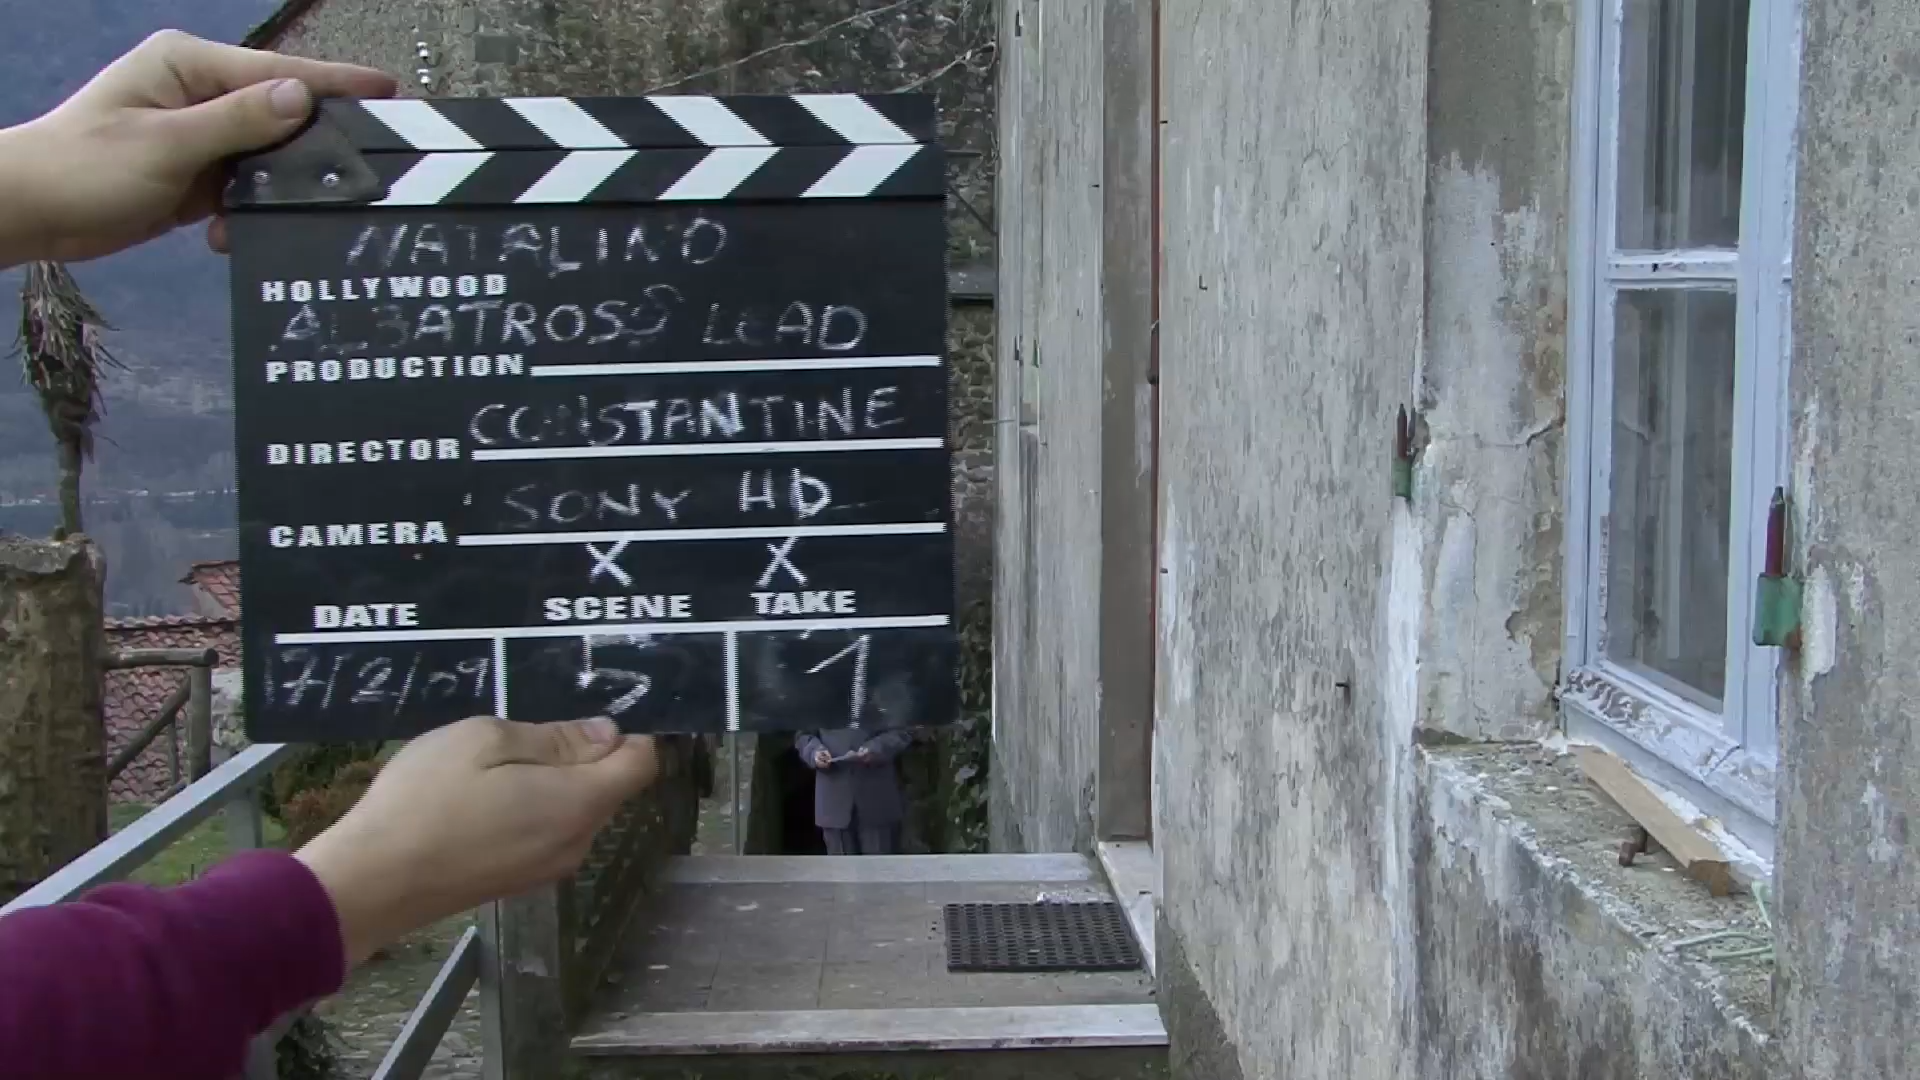 NATALINO
HOLLYWOOD
ALBATROSS LEAD
PRODUCTION
CONSTANTINE
DIRECTOR
SONY HD
CAMERA
X X
DATE SCENE TAKE
17/2/09 5 1